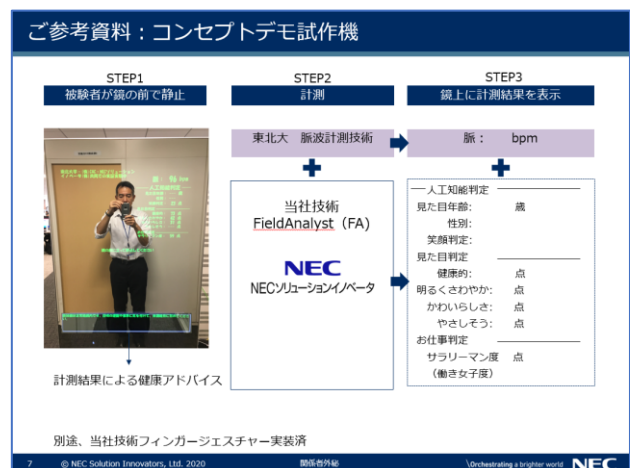 ご参考資料：コンセプトデモ試作機
STEP1
被験者が鏡の前で静止
STEP2
計測
STEP3
鏡上に計測結果を表示
東北大　脈波計測技術
脈：　bpm
当社技術
FieldAnalyst（FA）
NEC
NECソリューションイノベータ
人工知能判定
見た目年齢:　歳
性別:
笑顔判定:
見た目判定
健康的:　点
明るくさわやか:　点
かわいらしさ:　点
やさしそう:　点
お仕事判定
サラリーマン度　点
（働き女子度）
計測結果による健康アドバイス
別途、当社技術フィンガージェスチャー実装済
7　© NEC Solution Innovators, Ltd. 2020　関係者外秘　\Orchestrating a brighter world　NEC